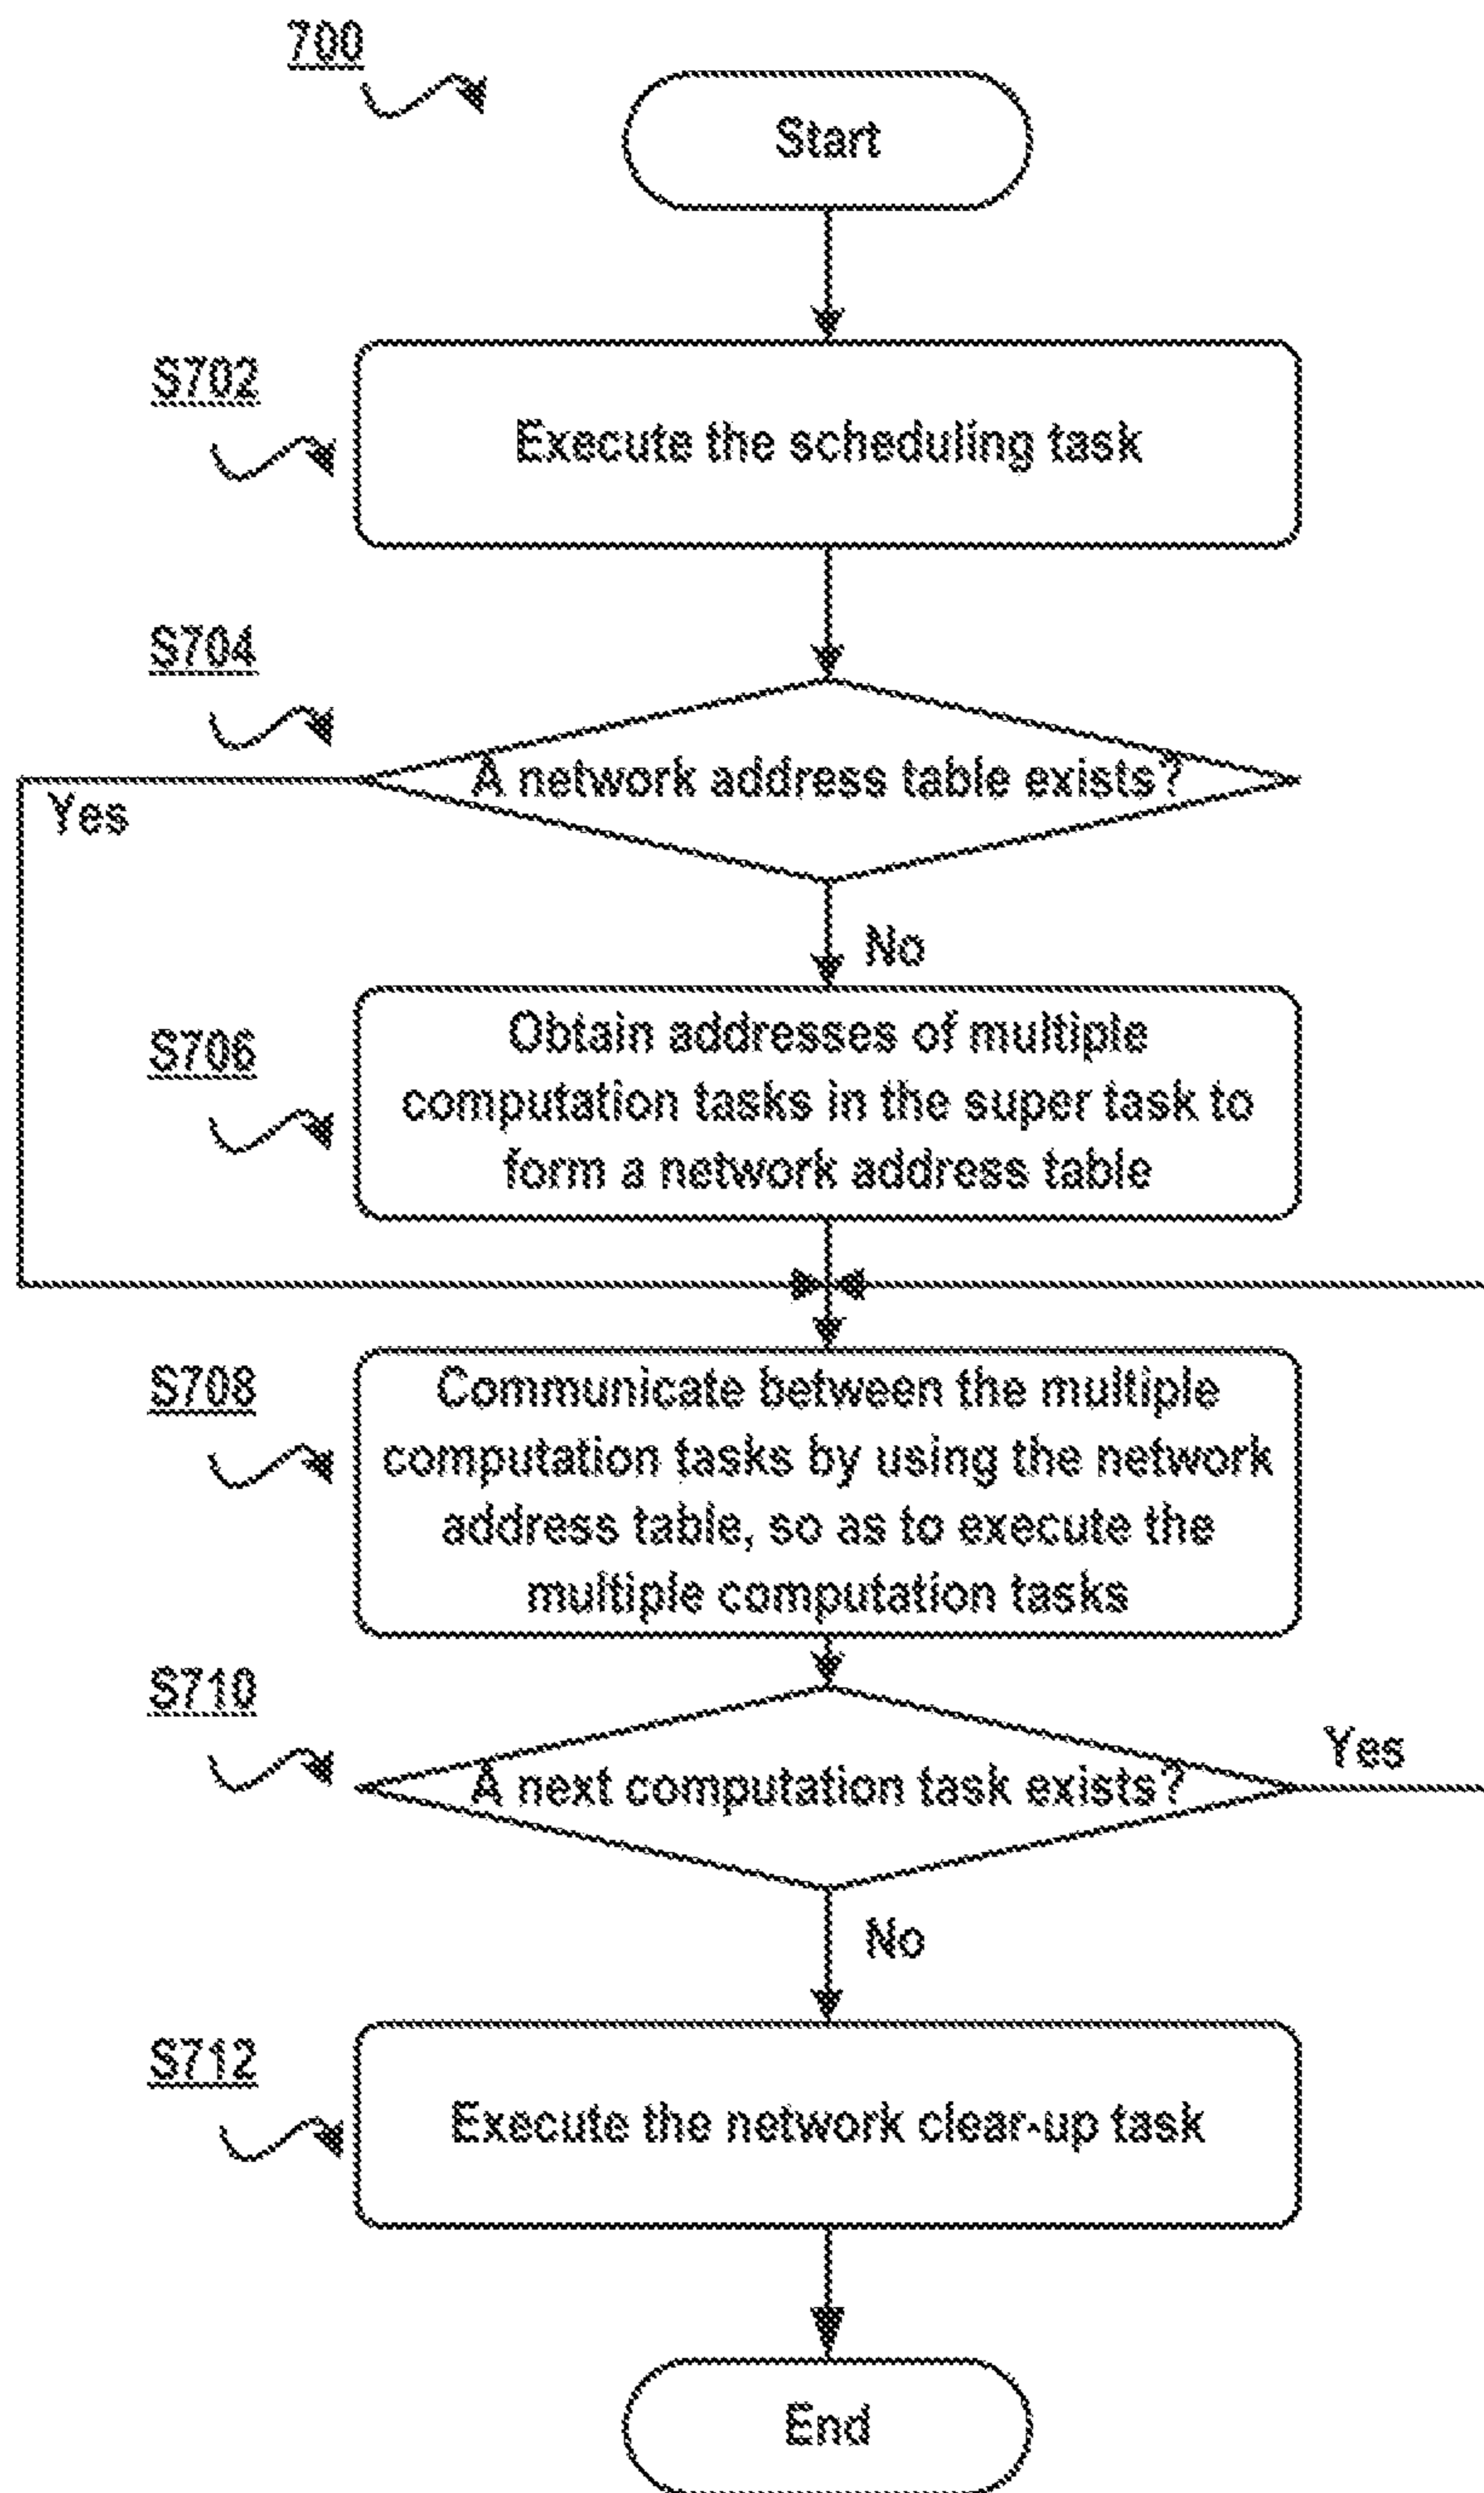 700
Start
S702
Execute the scheduling task
S704
A network address table exists?
Yes
No
S706
Obtain addresses of multiple
computation tasks in the super task to
form a network address table
S708
Communicate between the multiple
computation tasks by using the network
address table, so as to execute the
multiple computation tasks
S710
A next computation task exists?
Yes
No
S712
Execute the network clear-up task
End